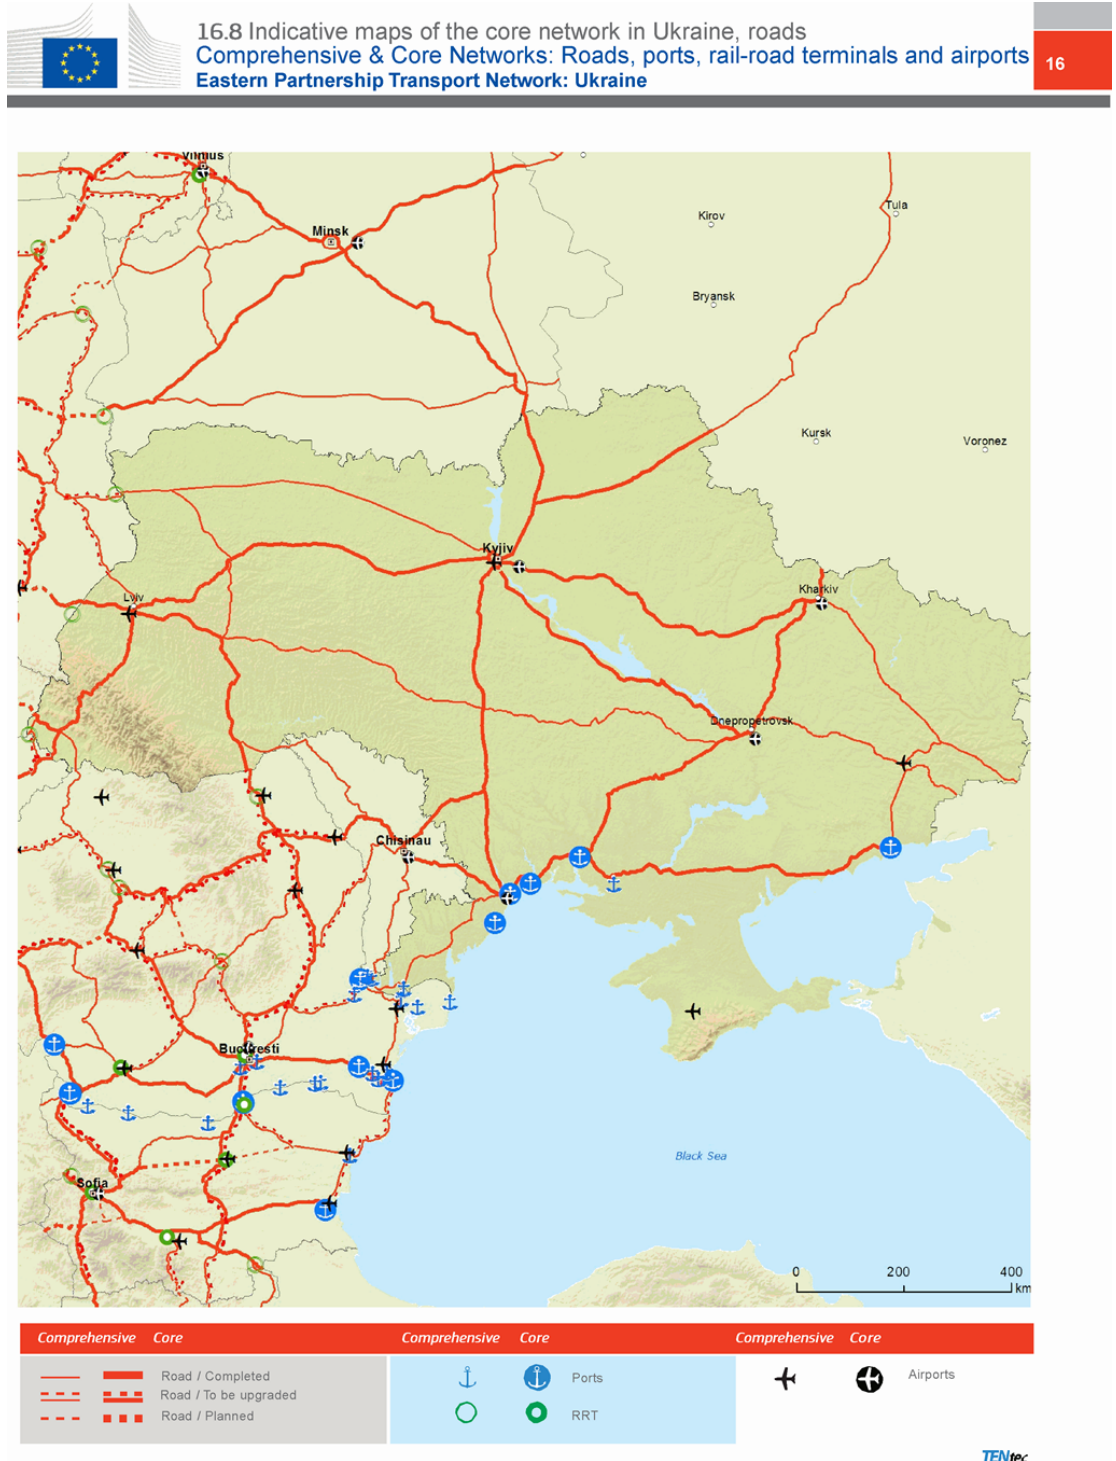 16.8 Indicative maps of the core network in Ukraine, roads
Comprehensive & Core Networks: Roads, ports, rail-road terminals and airports
16
Eastern Partnership Transport Network: Ukraine
Vilnius
Tula
Kirov
Minsk
Bryansk
Kursk
Voronez
Kyjiv
Kharkiv
Lviv
Dnepropetrovsk
Chisinau
Bucuresti
Black Sea
Sofia
0 200 400
km
Comprehensive Core Comprehensive Core Comprehensive Core
Road / Completed Ports Airports
Road / To be upgraded
Road / Planned RRT
TENtec